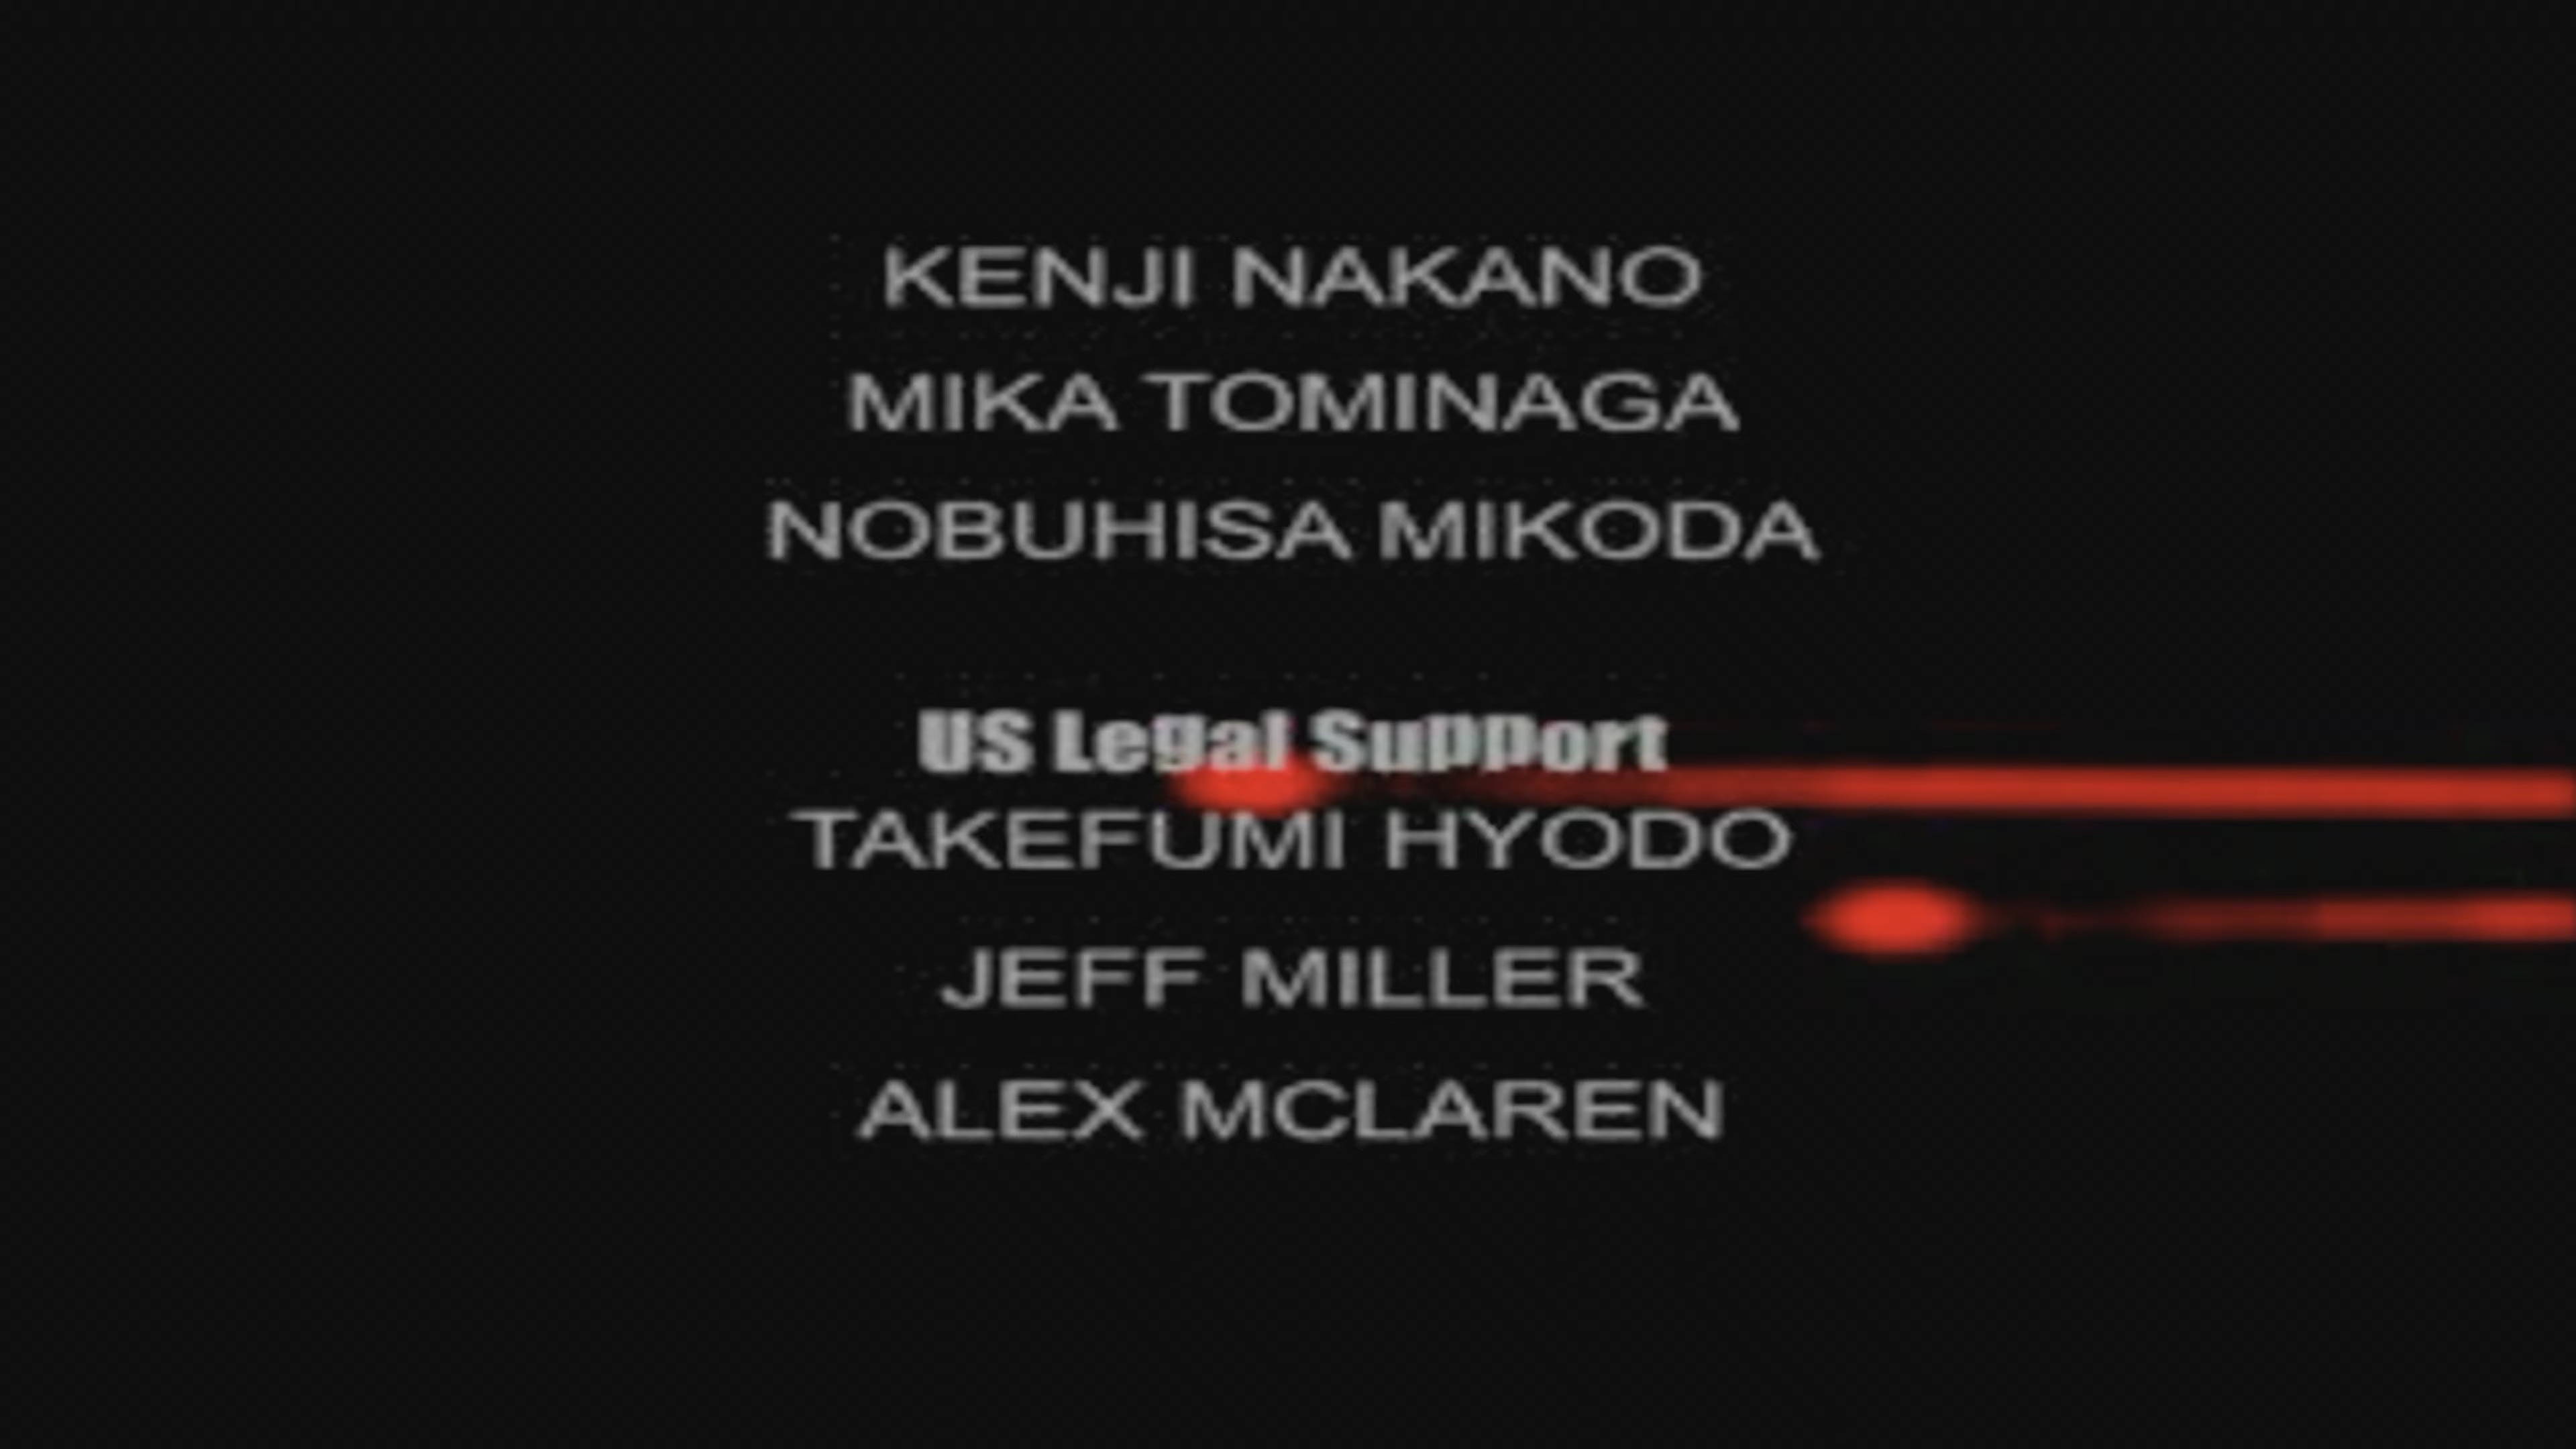 KENJI NAKANO
MIKA TOMINAGA
NOBUHISA MIKODA
US Legal Support
TAKEFUMI HYODO
JEFF MILLER
ALEX MCLAREN